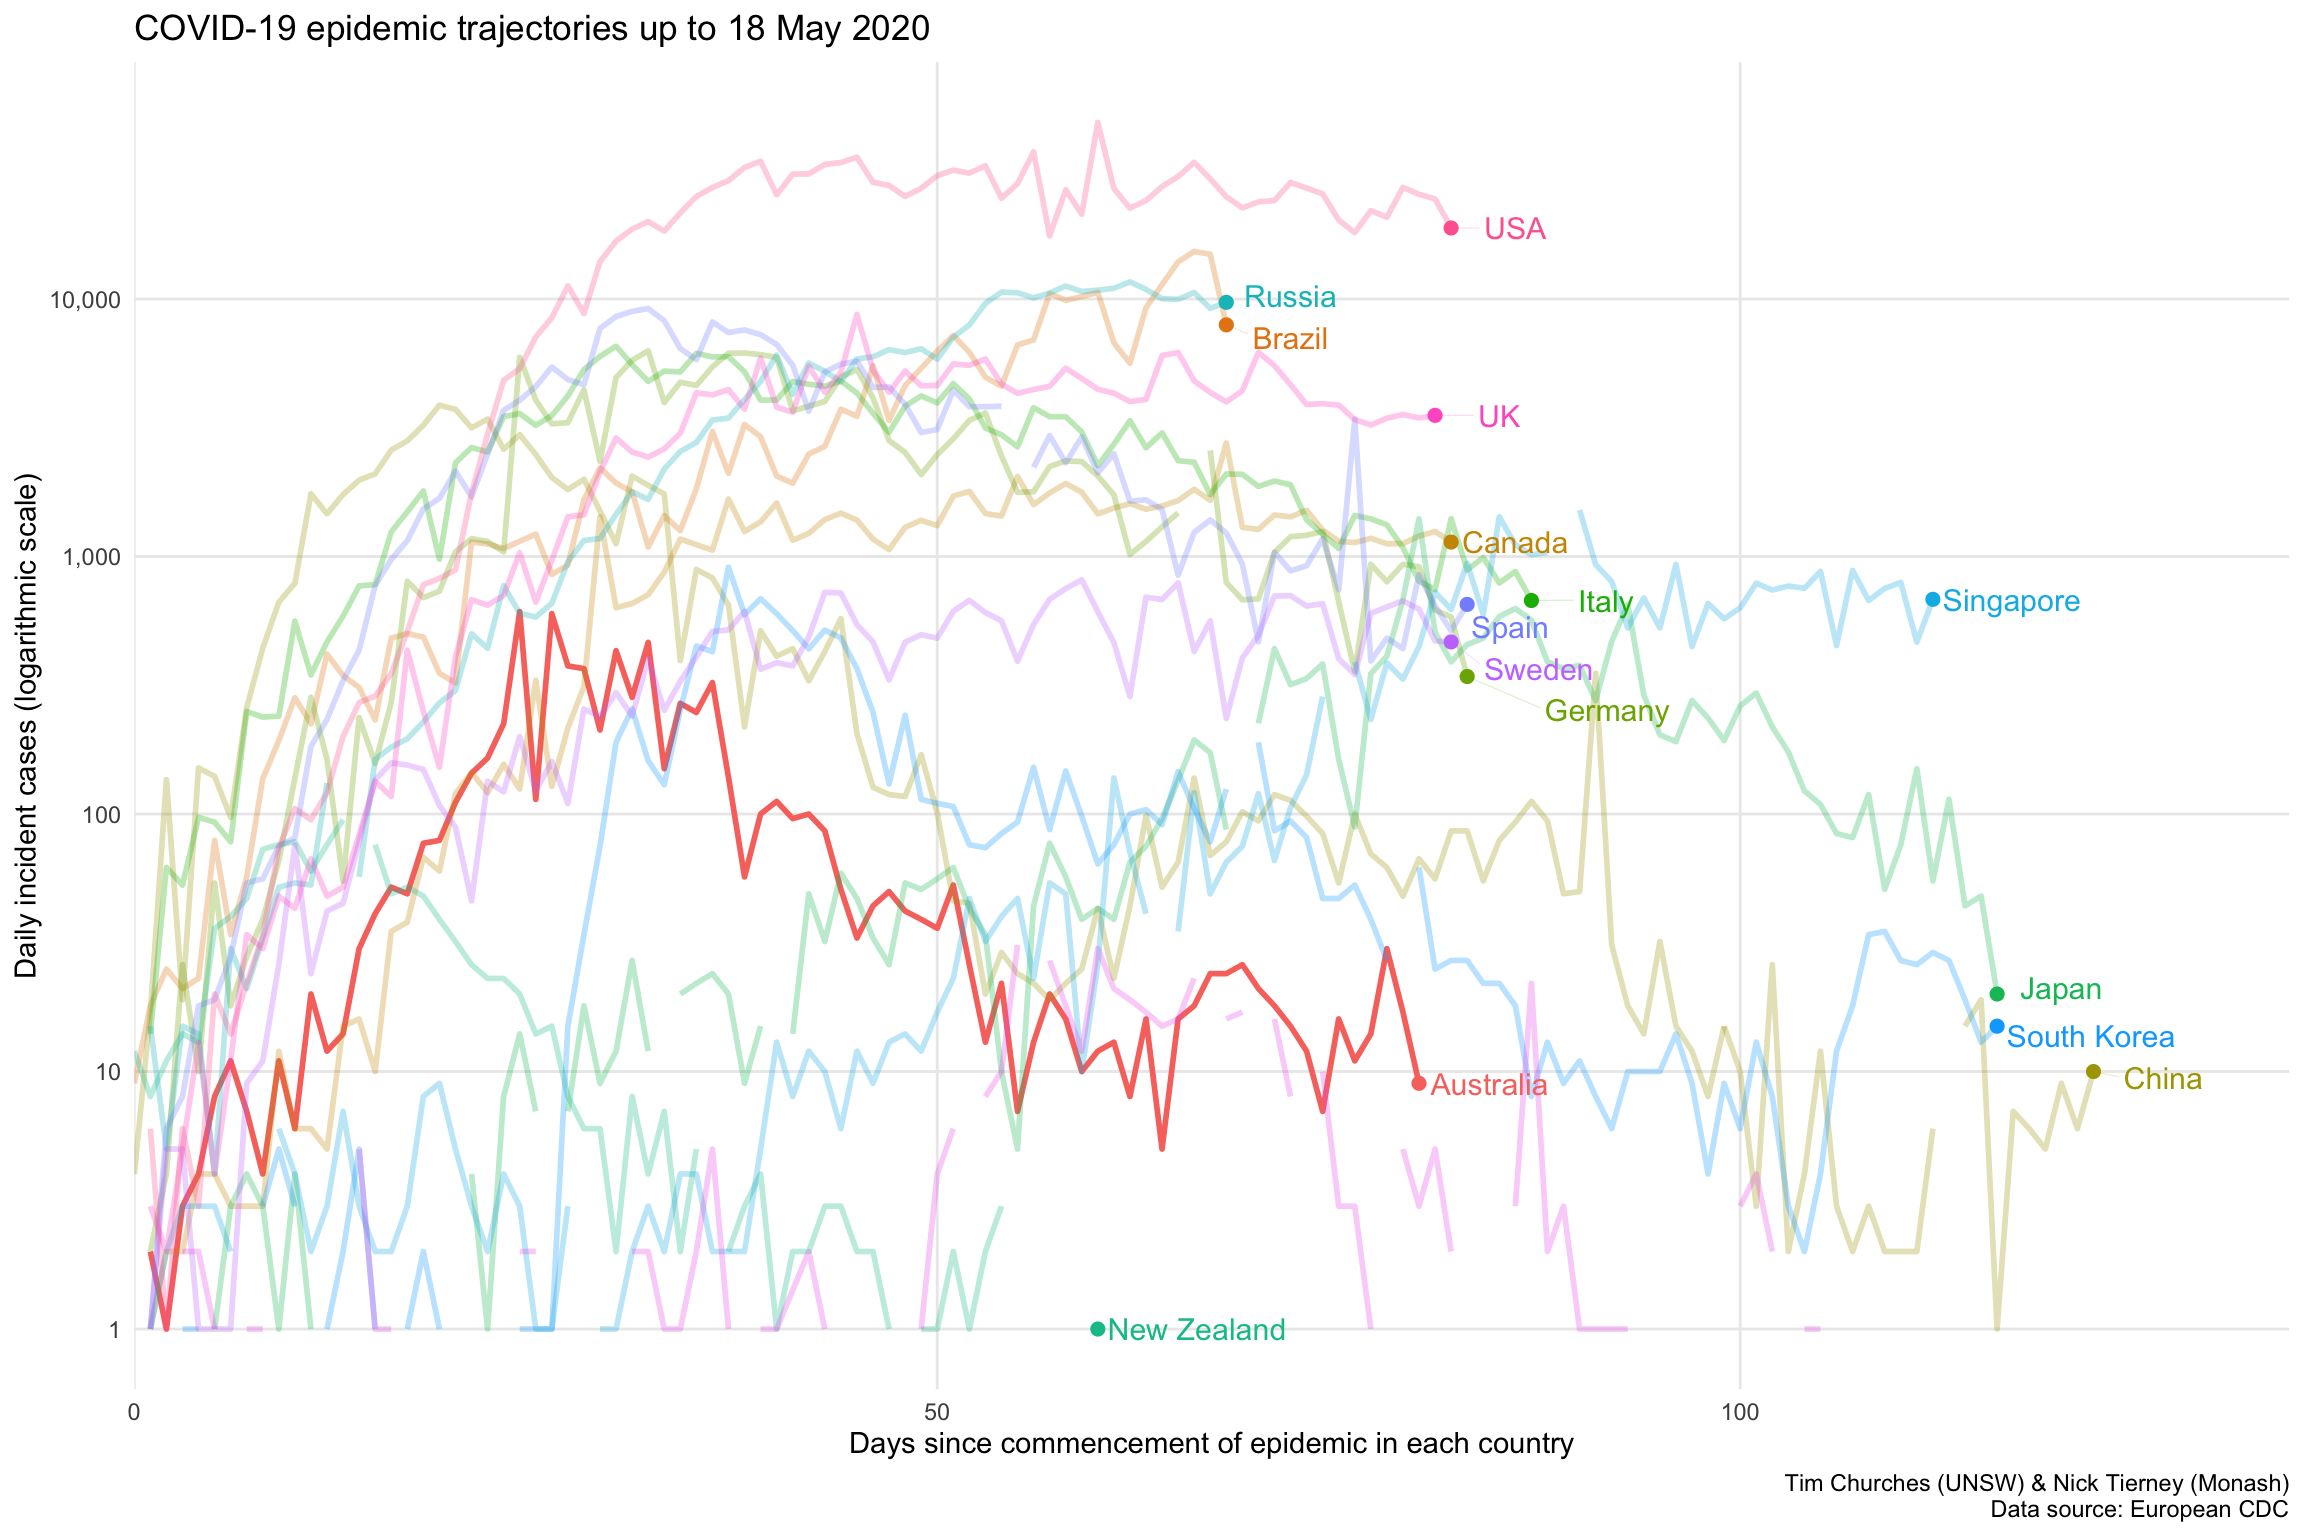 COVID-19 epidemic trajectories up to 18 May 2020
Daily incident cases (logarithmic scale)
10,000
1,000
100
10
1
USA
Russia
Brazil
UK
Canada
Italy
Singapore
Spain
Sweden
Germany
Japan
South Korea
China
Australia
New Zealand
0
50
100
Days since commencement of epidemic in each country
Tim Churches (UNSW) & Nick Tierney (Monash)
Data source: European CDC